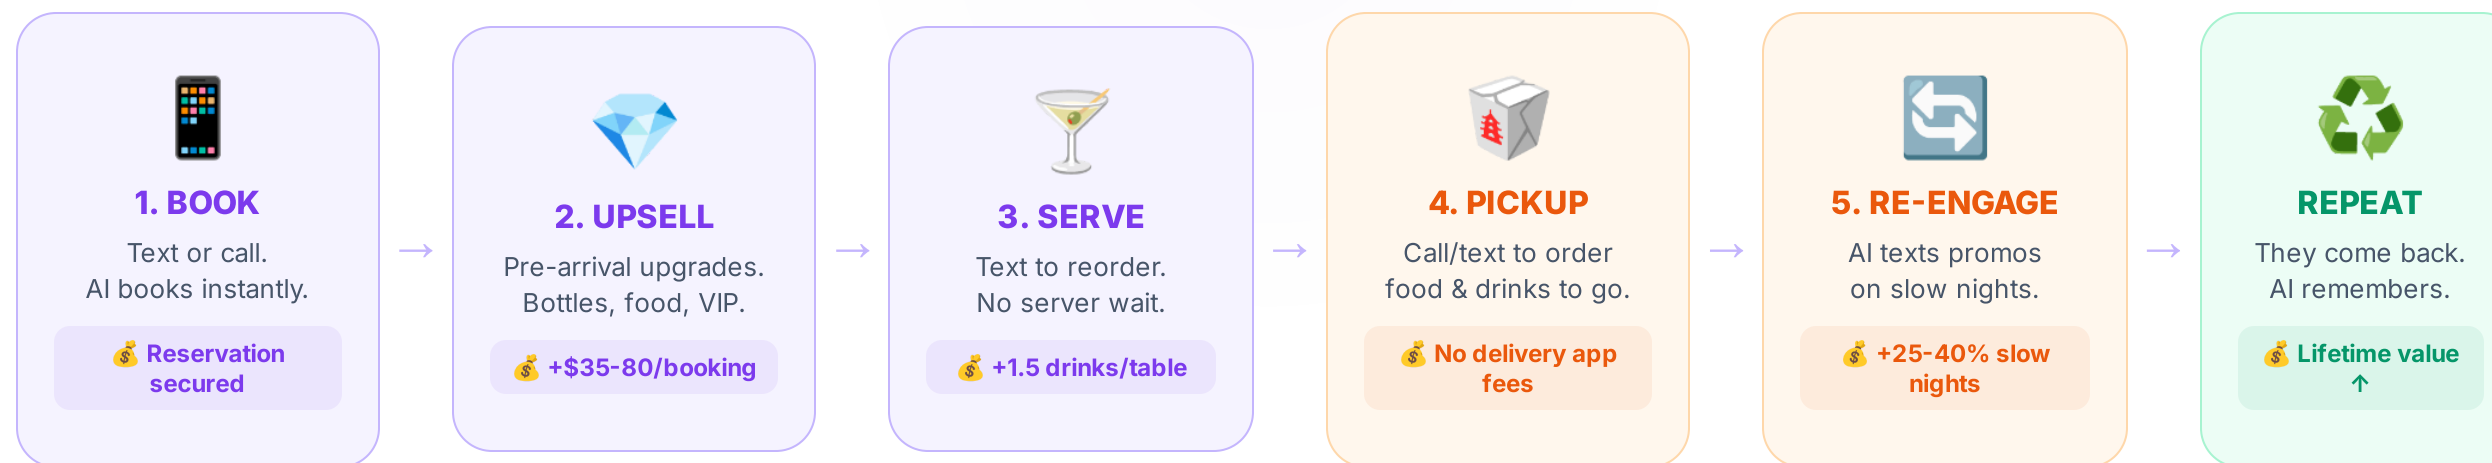 1. BOOK
Text or call.
AI books instantly.
💰 Reservation
secured
→
2. UPSELL
Pre-arrival upgrades.
Bottles, food, VIP.
💰 +$35-80/booking
→
3. SERVE
Text to reorder.
No server wait.
💰 +1.5 drinks/table
→
4. PICKUP
Call/text to order
food & drinks to go.
💰 No delivery app
fees
→
5. RE-ENGAGE
AI texts promos
on slow nights.
💰 +25-40% slow
nights
→
REPEAT
They come back.
AI remembers.
💰 Lifetime value
↑